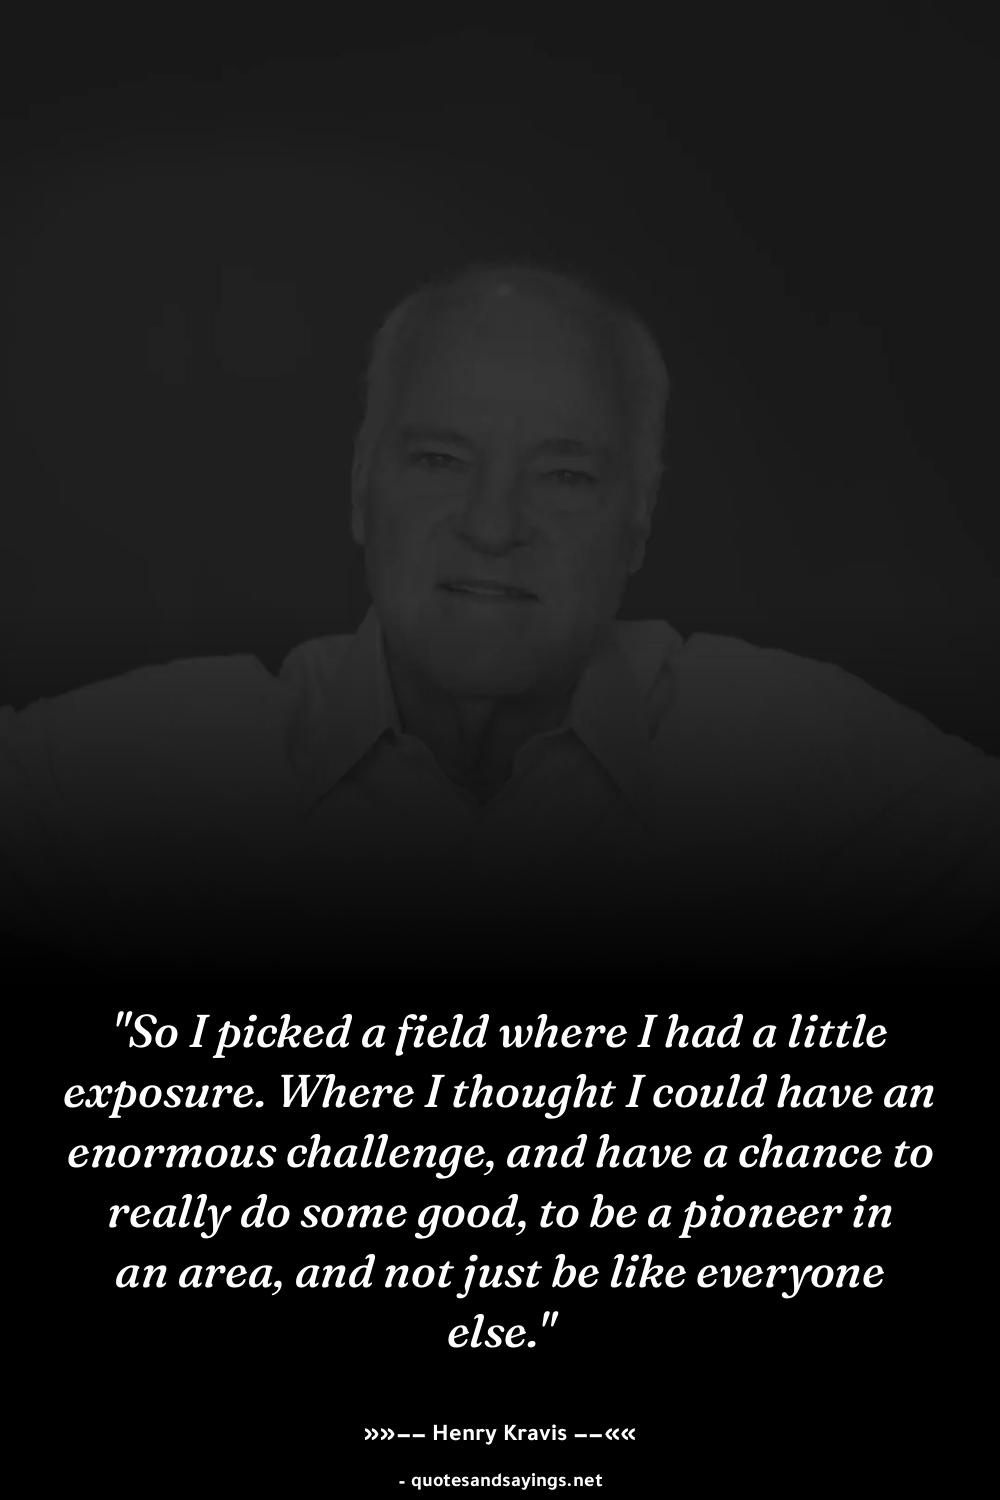 "So I picked a field where I had a little
exposure. Where I thought I could have an
enormous challenge, and have a chance to
really do some good, to be a pioneer in
an area, and not just be like everyone
else."
»»–– Henry Kravis ––««
- quotesandsayings.net